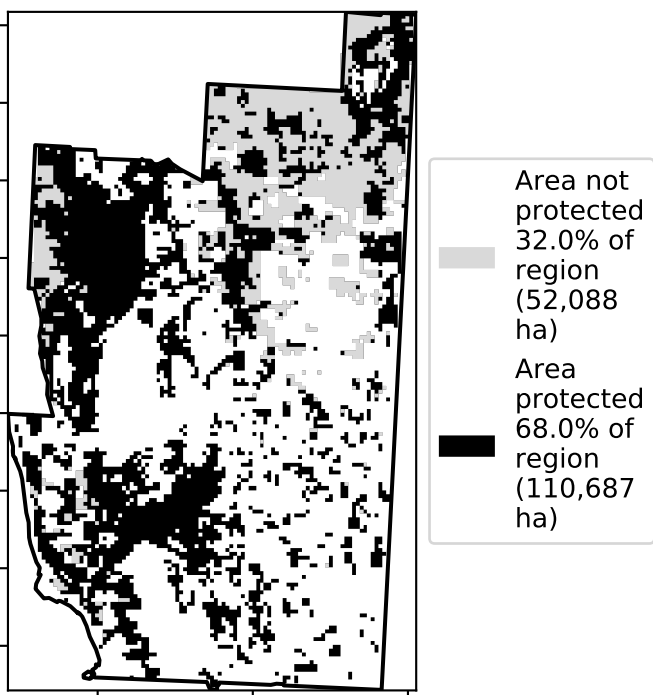 Area not
protected
32.0% of
region
(52,088
ha)
Area
protected
68.0% of
region
(110,687
ha)